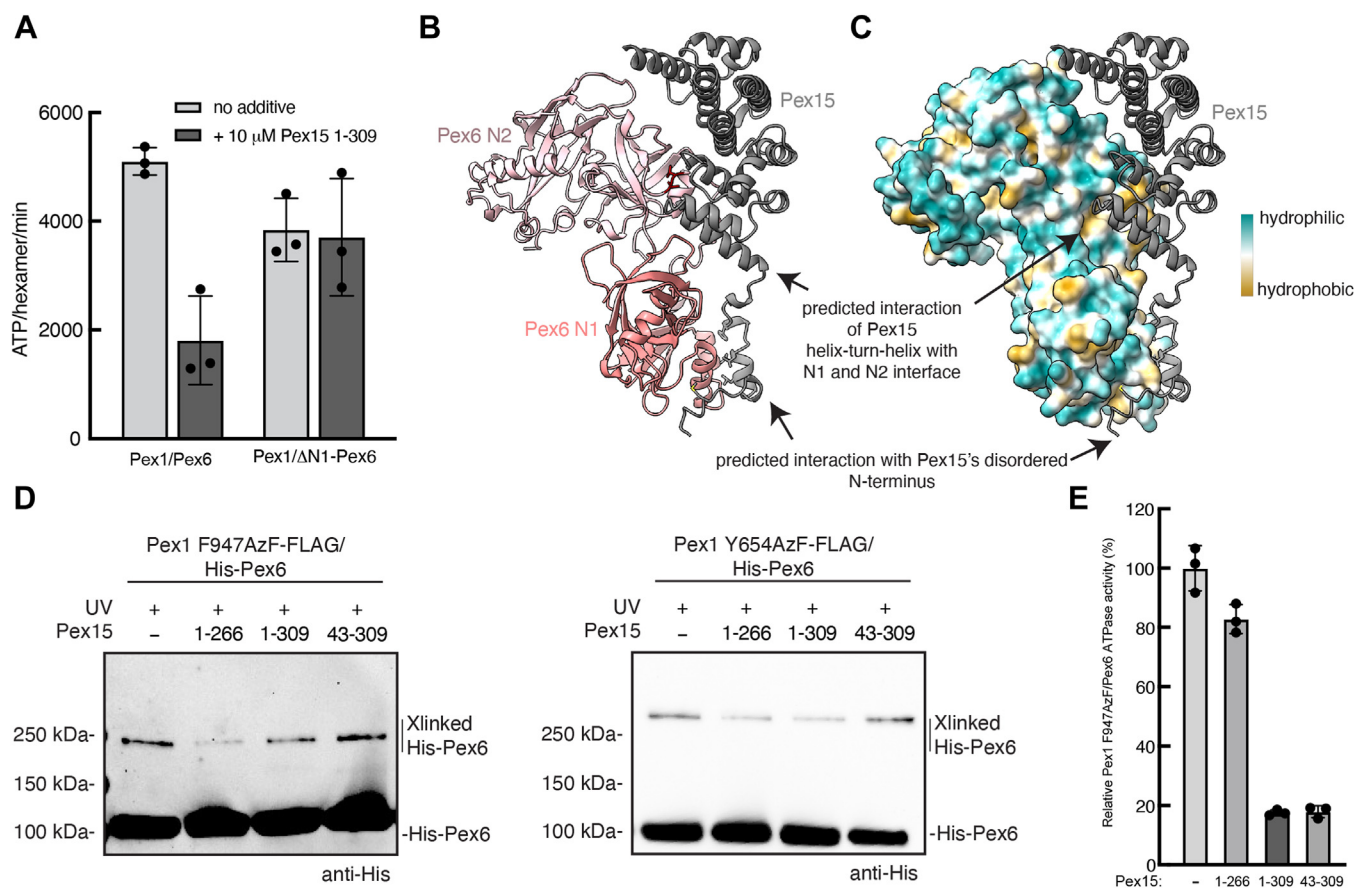 A
6000
4000
2000
0
ATP/hexamer/min
no additive
+ 10 μM Pex15 1-309
Pex1/Pex6
Pex1/ΔN1-Pex6
B
Pex6 N2
Pex15
Pex6 N1
predicted interaction
of Pex15
helix-turn-helix with
N1 and N2 interface
predicted interaction with Pex15's disordered
N-terminus
C
Pex15
hydrophilic
hydrophobic
D
Pex1 F947AzF-FLAG/
His-Pex6
UV + + + +
Pex15 – 1-266 1-309 43-309
250 kDa-
150 kDa-
100 kDa-
Xlinked
His-Pex6
-His-Pex6
anti-His
Pex1 Y654AzF-FLAG/
His-Pex6
UV + + + +
Pex15 – 1-266 1-309 43-309
250 kDa-
150 kDa-
100 kDa-
Xlinked
His-Pex6
-His-Pex6
anti-His
E
120
100
80
60
40
20
0
Relative Pex1 F947AzF/Pex6 ATPase activity (%)
Pex15: – 1-266 1-309 43-309